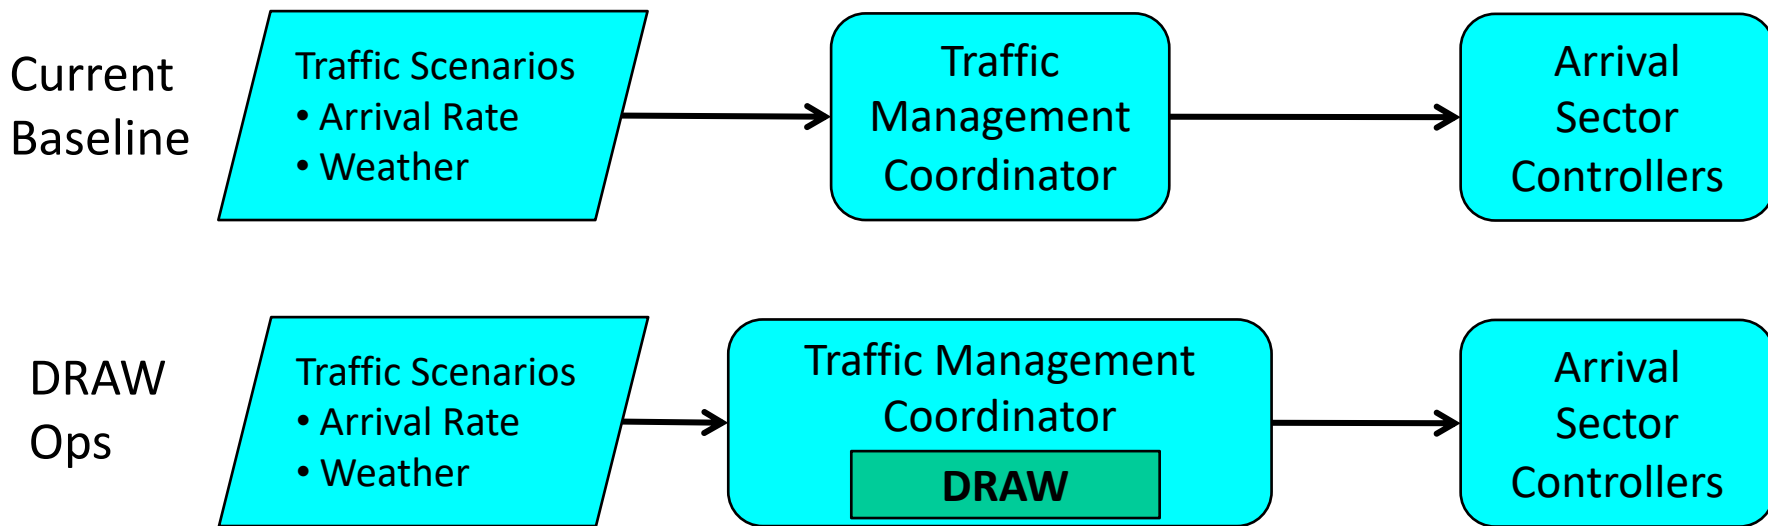 Current
Baseline
Traffic Scenarios
• Arrival Rate
• Weather
Traffic
Management
Coordinator
Arrival
Sector
Controllers
DRAW
Ops
Traffic Scenarios
• Arrival Rate
• Weather
Traffic Management
Coordinator
DRAW
Arrival
Sector
Controllers